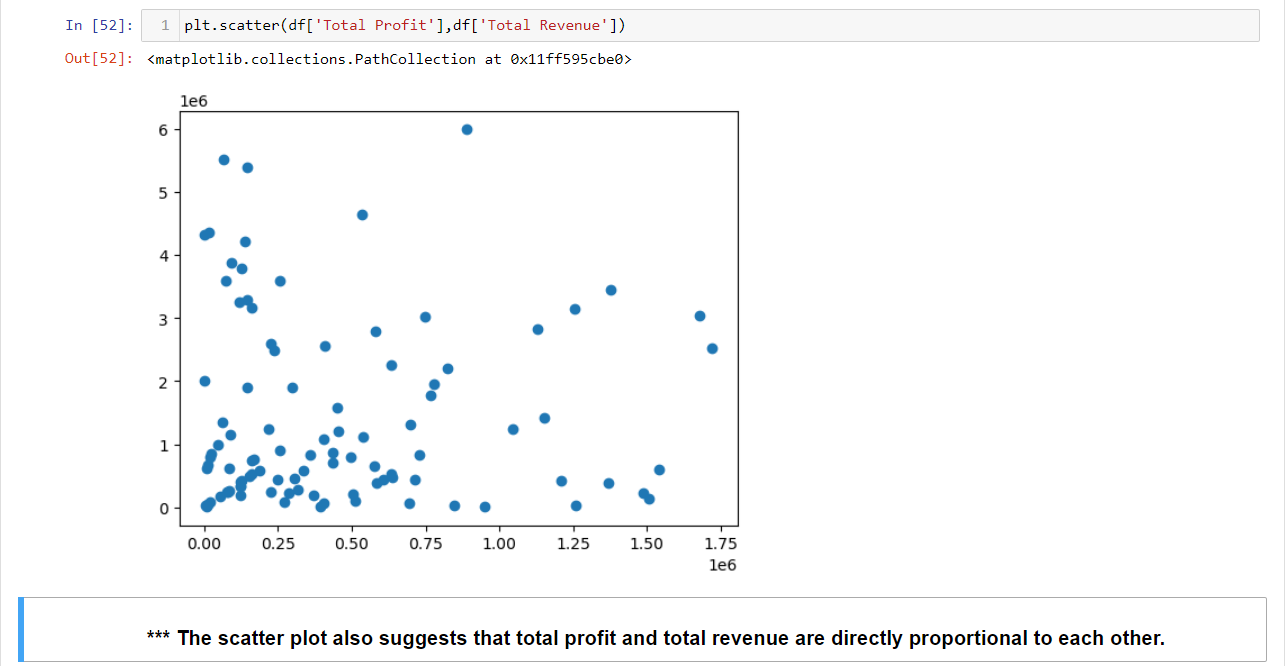 In [52]: 1 plt.scatter(df['Total Profit'],df['Total Revenue'])
Out[52]: <matplotlib.collections.PathCollection at 0x11ff595cbe0>
1e6
6
5
4
3
2
1
0
0.00 0.25 0.50 0.75 1.00 1.25 1.50 1.75
1e6
*** The scatter plot also suggests that total profit and total revenue are directly proportional to each other.